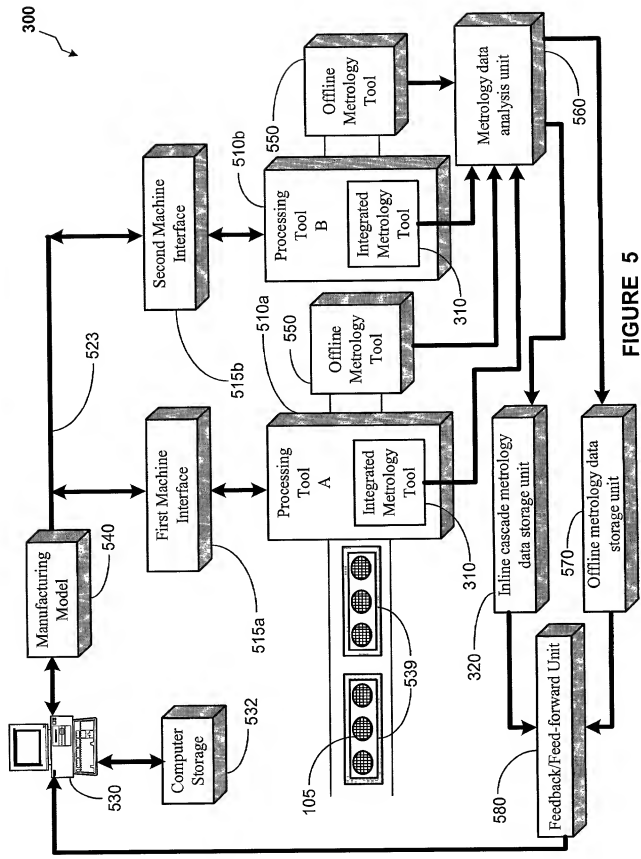 300
530
Computer
Storage
532
Manufacturing
Model
540
523
First Machine
Interface
515a
Second Machine
Interface
515b
105
539
Processing
Tool
A
510a
Integrated
Metrology
Tool
310
Offline
Metrology
Tool
550
Processing
Tool
B
510b
Integrated
Metrology
Tool
310
Offline
Metrology
Tool
550
Metrology data
analysis unit
560
Inline cascade metrology
data storage unit
320
Offline metrology data
storage unit
570
Feedback/Feed-forward Unit
580
FIGURE 5